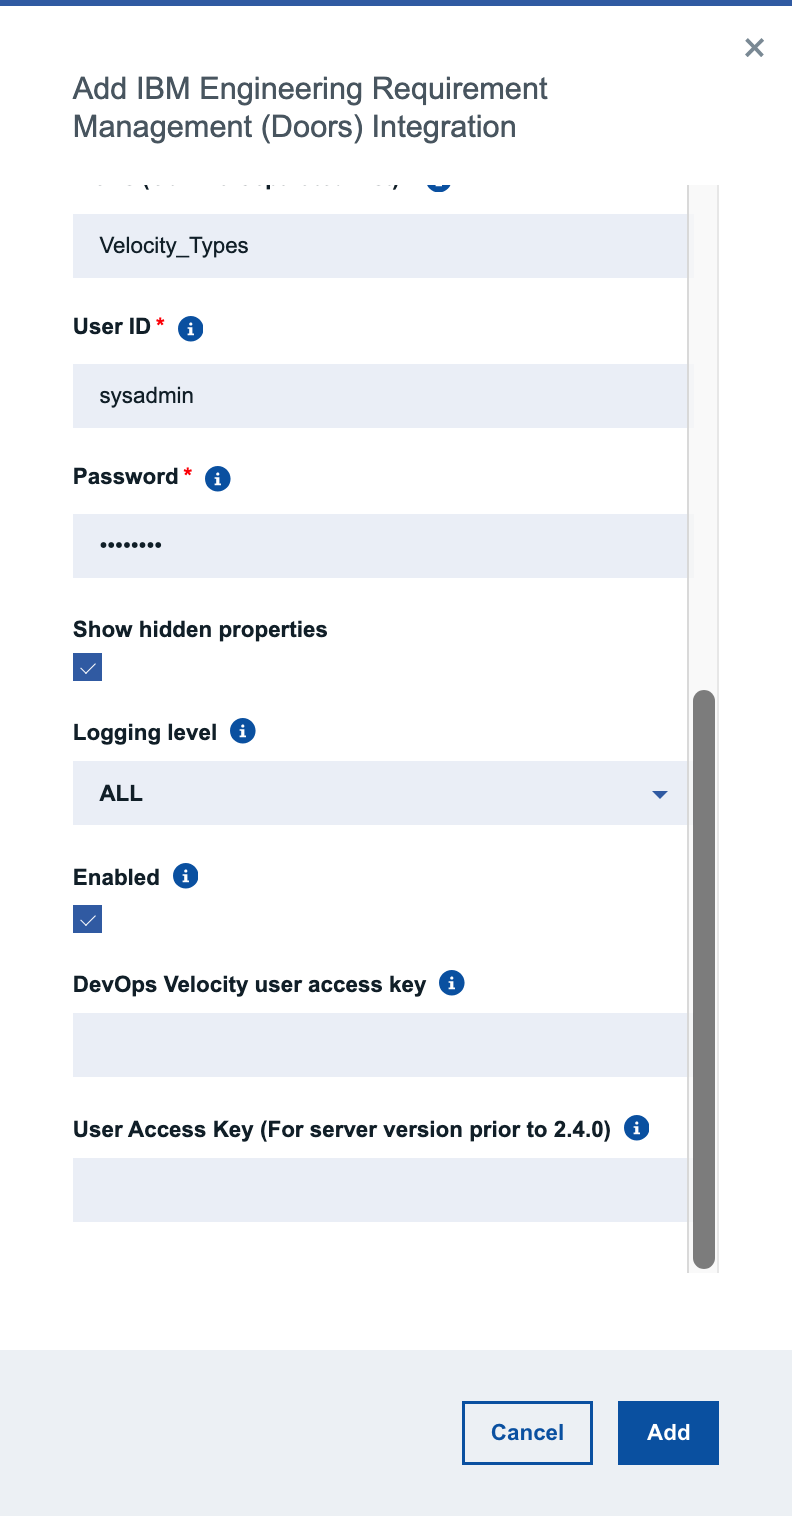 Add IBM Engineering Requirement
Management (Doors) Integration
Velocity_Types
User ID *
sysadmin
Password *
••••••••
Show hidden properties
Logging level
ALL
Enabled
DevOps Velocity user access key
User Access Key (For server version prior to 2.4.0)
Cancel
Add